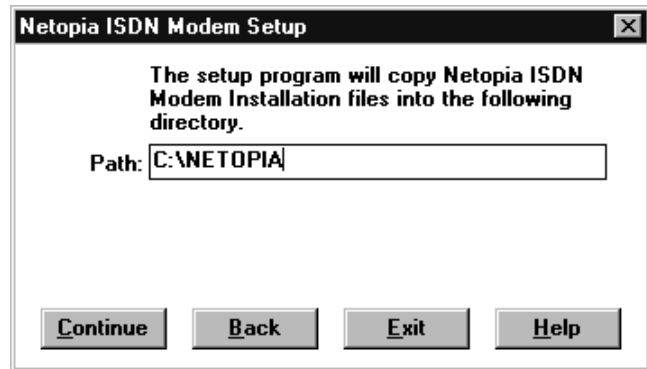 Netopia ISDN Modem Setup
The setup program will copy Netopia ISDN
Modem Installation files into the following
directory.
Path: C:\NETOPIA
Continue Back Exit Help